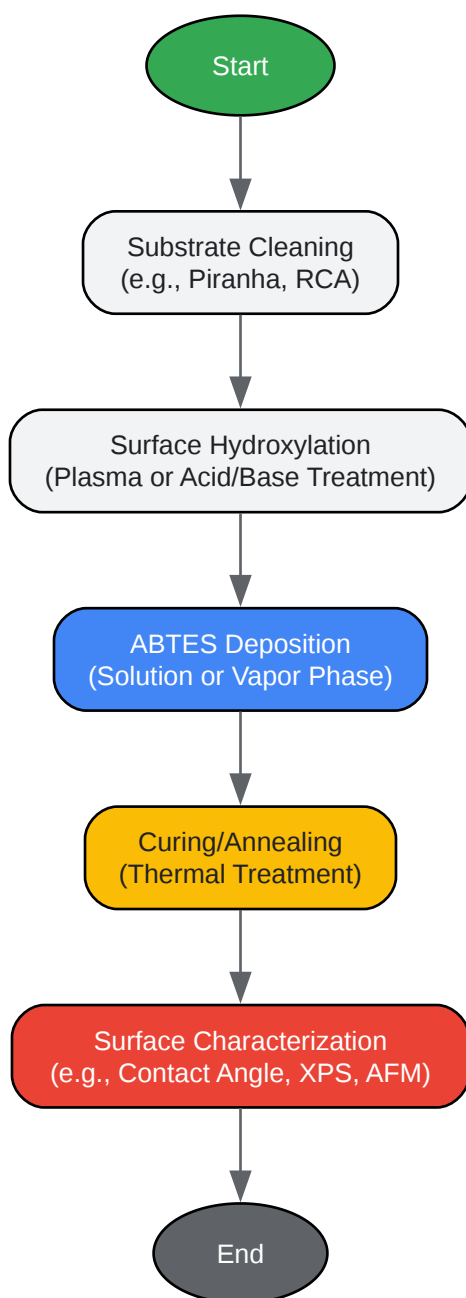 Start
Substrate Cleaning
(e.g., Piranha, RCA)
Surface Hydroxylation
(Plasma or Acid/Base Treatment)
ABTES Deposition
(Solution or Vapor Phase)
Curing/Annealing
(Thermal Treatment)
Surface Characterization
(e.g., Contact Angle, XPS, AFM)
End